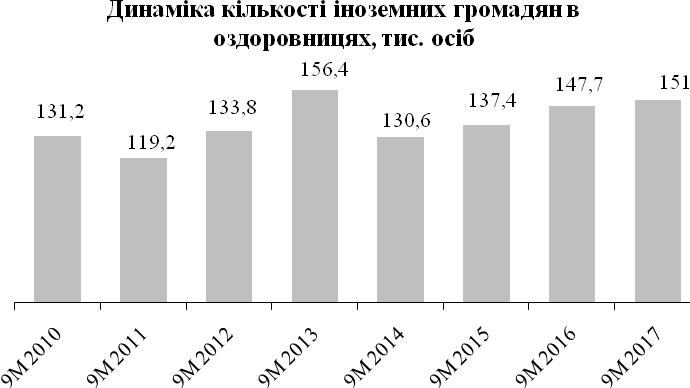 Динаміка кількості іноземних громадян в
оздоровницях, тис. осіб
131,2
119,2
133,8
156,4
130,6
137,4
147,7
151
9М2010
9М2011
9М2012
9М2013
9М2014
9М2015
9М2016
9М2017